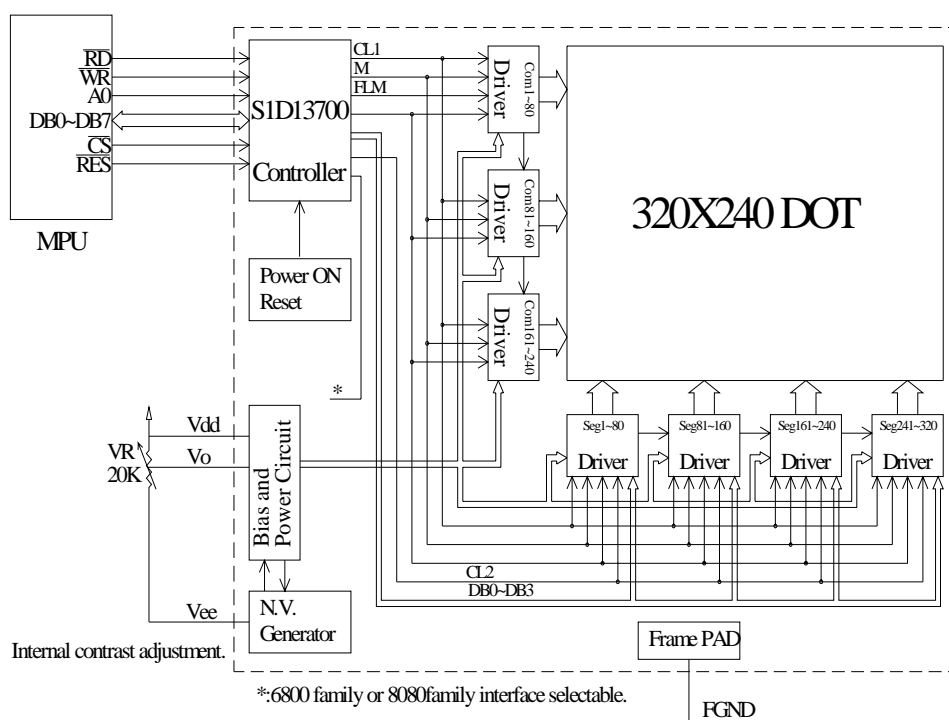 RD
WR
A0
DB0~DB7
CS
RES
MPU
S1D13700
Controller
CL1
M
FLM
Power ON
Reset
Driver
Com1~80
Driver
Com81~160
Driver
Com161~240
320X240 DOT
*
Vdd
VR
20K
Vo
Bias and
Power Circuit
Vee
N.V.
Generator
Seg1~80
Driver
Seg81~160
Driver
Seg161~240
Driver
Seg241~320
Driver
CL2
DB0~DB3
Internal contrast adjustment.
Frame PAD
*:6800 family or 8080family interface selectable.
FGND